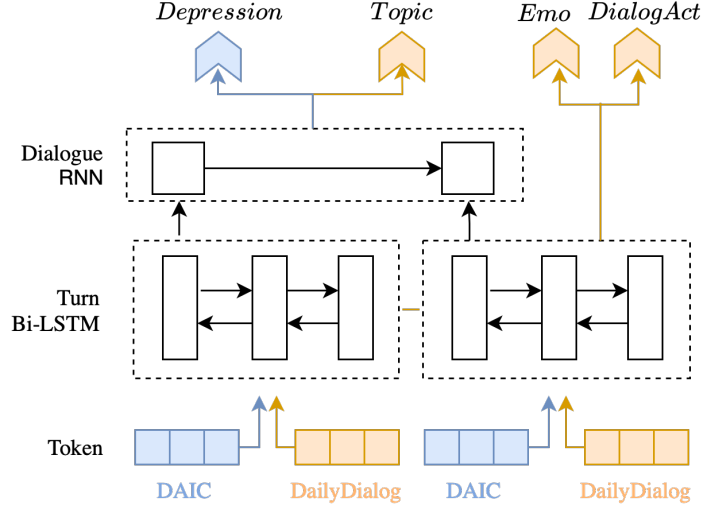 Depression Topic Emo DialogAct
Dialogue
RNN
Turn
Bi-LSTM
Token
DAIC DailyDialog DAIC DailyDialog